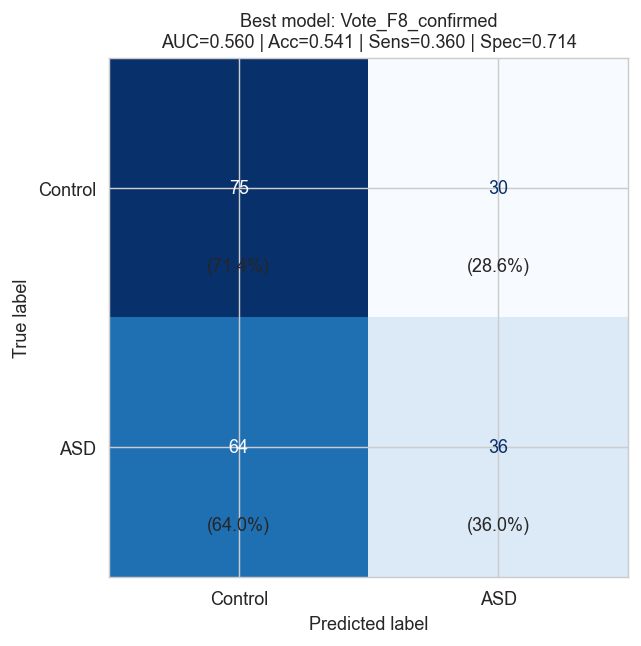 Best model: Vote_F8_confirmed
AUC=0.560 | Acc=0.541 | Sens=0.360 | Spec=0.714
Control
75
30
(71.4%)
(28.6%)
True label
ASD
64
36
(64.0%)
(36.0%)
Control
ASD
Predicted label